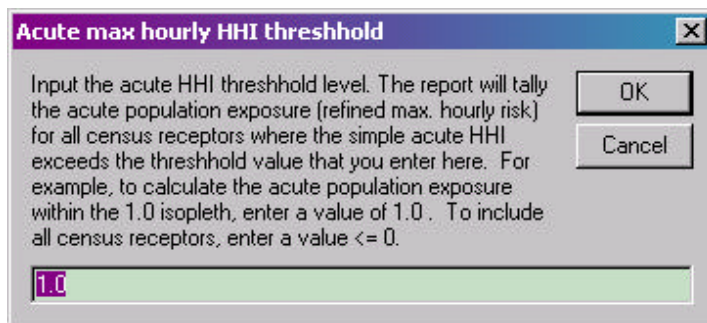 Acute max hourly HHI threshhold
Input the acute HHI threshhold level. The report will tally
the acute population exposure (refined max. hourly risk)
for all census receptors where the simple acute HHI
exceeds the threshhold value that you enter here.  For
example, to calculate the acute population exposure
within the 1.0 isopleth, enter a value of 1.0 .  To include
all census receptors, enter a value <= 0.
OK
Cancel
1.0